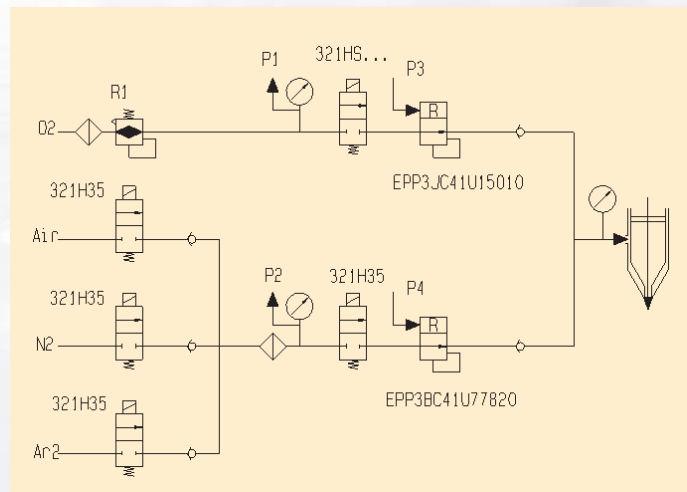 P1
321HS...
P3
R1
R
O2
EPP3JC41U15010
321H35
Air
321H35
P2
321H35
P4
R
N2
EPP3BC41U77820
321H35
Ar2